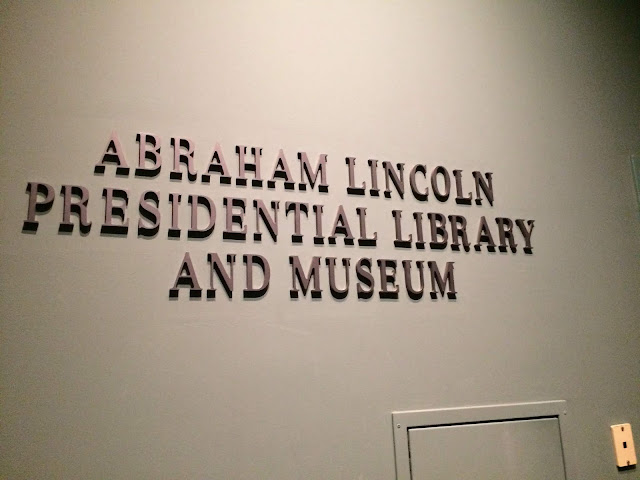 ABRAHAM LINCOLN
PRESIDENTIAL LIBRARY
AND MUSEUM